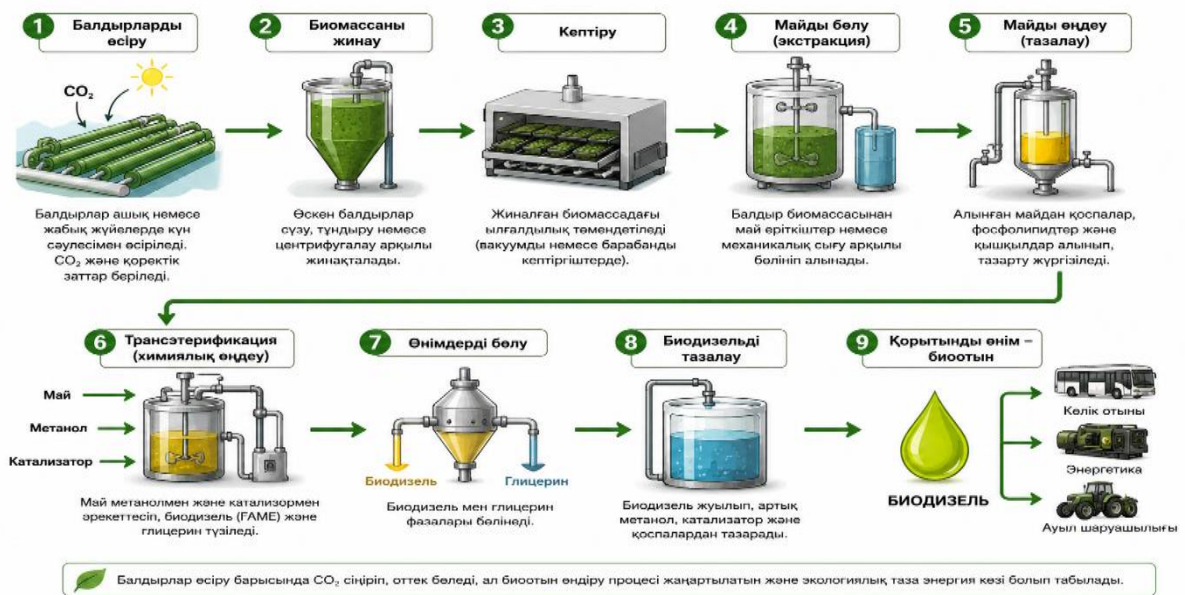 1 Балдырларды
өсіру
2 Биомассаны
жинау
3 Кептіру
4 Майды бөлу
(экстракция)
5 Майды өңдеу
(тазалау)
CO₂
Балдырлар ашық немесе
жабық жүйелерде күн
сәулесімен өсіріледі.
CO₂ және қоректік
заттар беріледі.
Өскен балдырлар
сүзу, тұндыру немесе
центрифугалау арқылы
жинақталады.
Жиналған биомассадағы
ылғалдылық төмендетіледі
(вакуумды немесе барабанды
кептіргіштерде).
Балдыр биомассасынан
май еріткіштер немесе
механикалық сығу арқылы
бөлініп алынады.
Алынған майдан қоспалар,
фосфолипидтер және
қышқылдар алынып,
тазарту жүргізіледі.
6 Трансэтерификация
(химиялық өңдеу)
7 Өнімдерді бөлу
8 Биодизельді
тазалау
9 Қорытынды өнім –
биоотын
Май
Метанол
Катализатор
Биодизель
Глицерин
БИОДИЗЕЛЬ
Көлік отыны
Энергетика
Ауыл шаруашылығы
Май метанолмен және катализормен
әрекеттесіп, биодизель (FAME) және
глицерин түзіледі.
Биодизель мен глицерин
фазалары бөлінеді.
Биодизель жуылып, артық
метанол, катализатор және
қоспалардан тазарады.
Балдырлар өсіру барысында CO₂ сіңіріп, оттек бөледі, ал биоотын өндіру процесі жаңартылатын және экологиялық таза энергия көзі болып табылады.